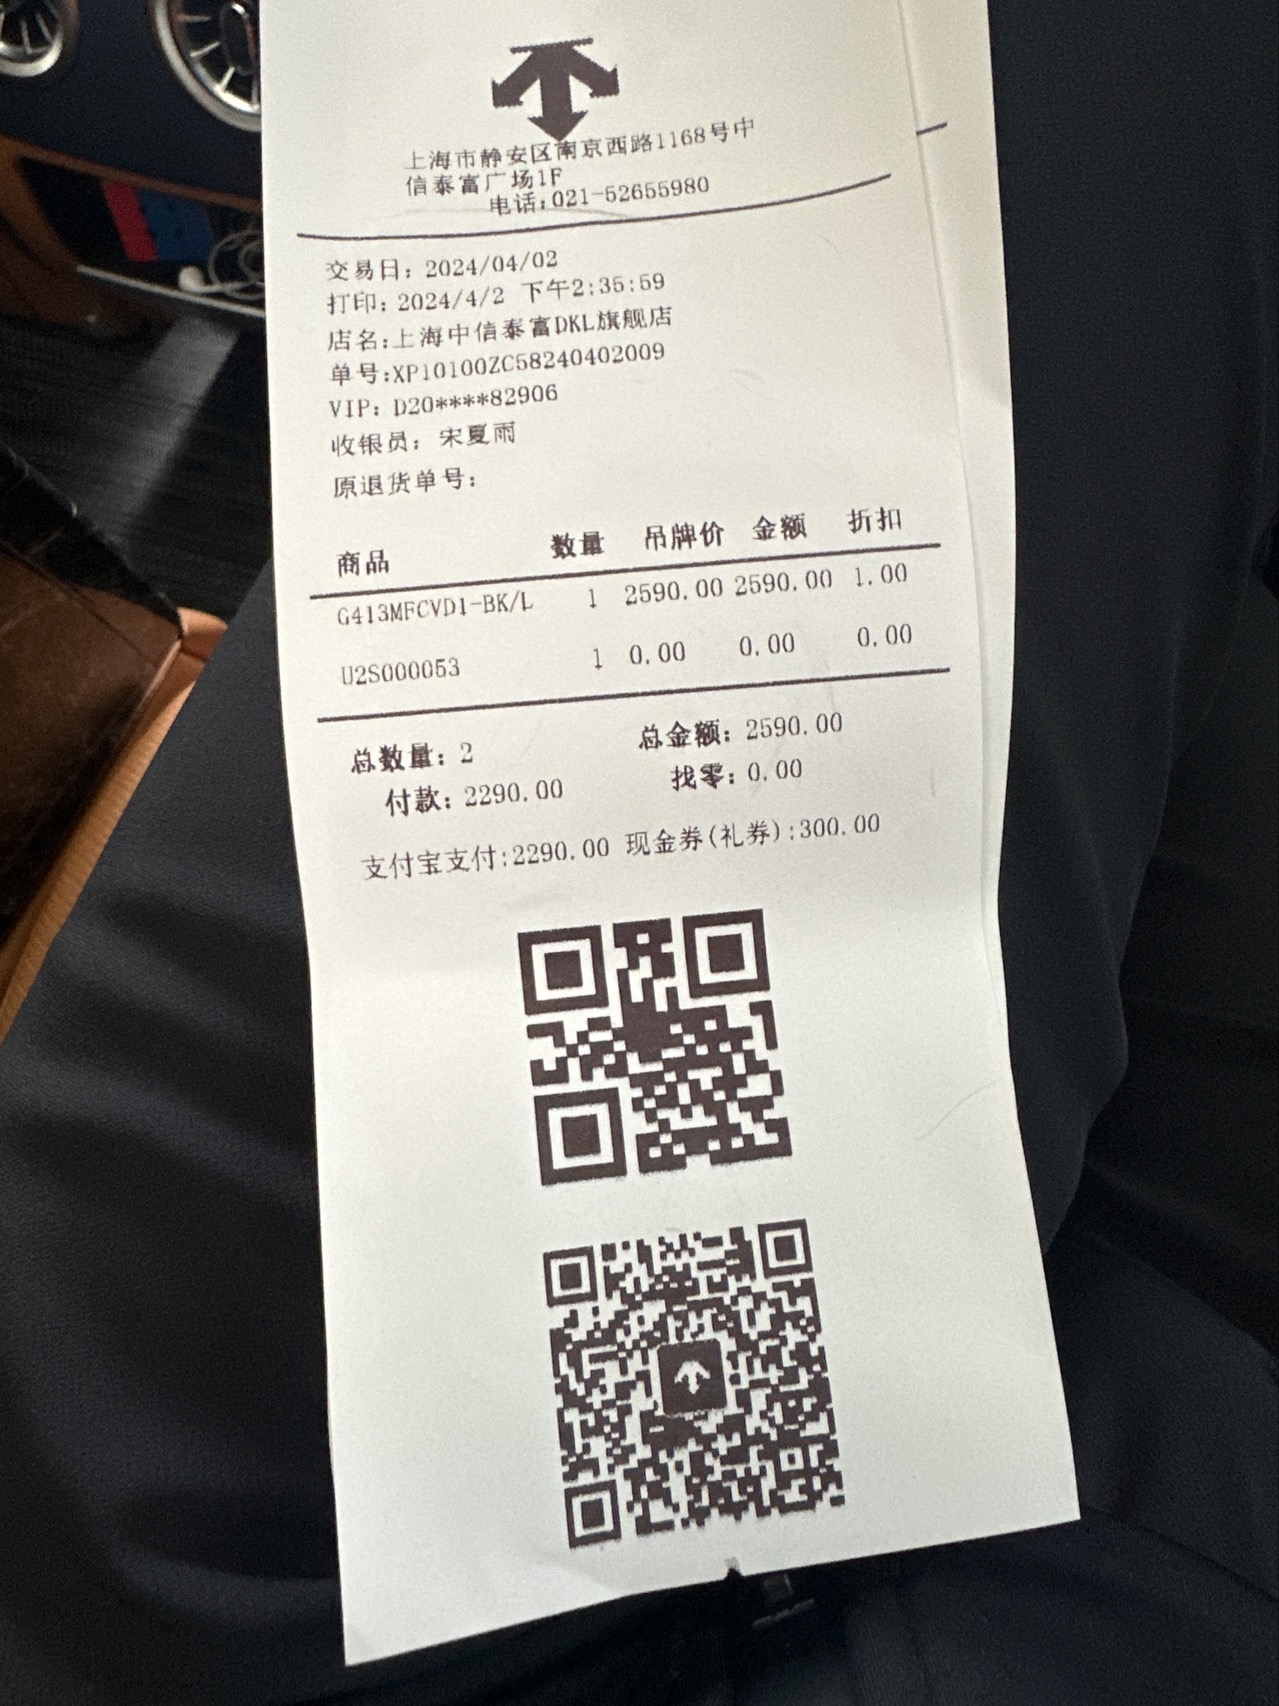 上海市静安区南京西路1168号中
信泰富广场1F
电话:021-52655980
交易日: 2024/04/02
打印: 2024/4/2 下午2:35:59
店名:上海中信泰富DKL旗舰店
单号:XP10100ZC58240402009
VIP: D20****82906
收银员: 宋夏雨
原退货单号:
商品 数量 吊牌价 金额 折扣
G413MFCVD1-BK/L 1 2590.00 2590.00 1.00
U2S000053 1 0.00 0.00 0.00
总数量: 2 总金额: 2590.00
付款: 2290.00 找零: 0.00
支付宝支付:2290.00 现金券(礼券):300.00